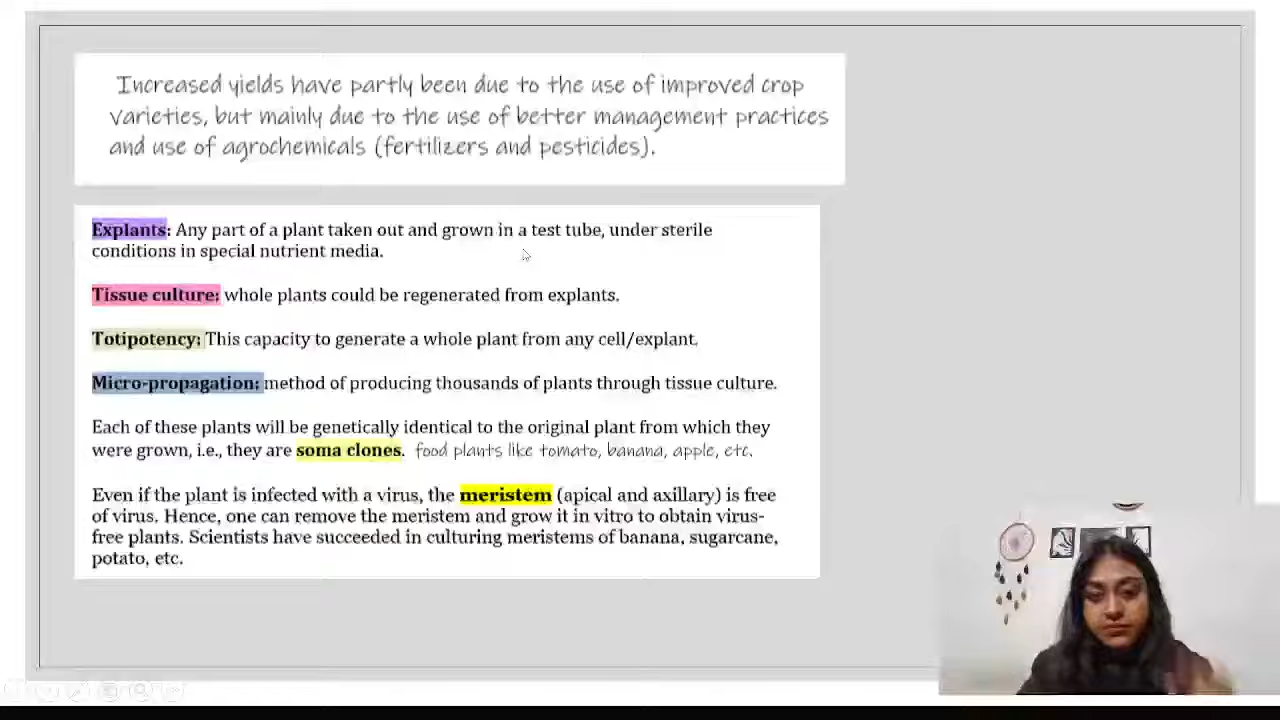 Increased yields have partly been due to the use of improved crop
varieties, but mainly due to the use of better management practices
and use of agrochemicals (fertilizers and pesticides).
Explants: Any part of a plant taken out and grown in a test tube, under sterile
conditions in special nutrient media.
Tissue culture: whole plants could be regenerated from explants.
Totipotency: This capacity to generate a whole plant from any cell/explant.
Micro-propagation: method of producing thousands of plants through tissue culture.
Each of these plants will be genetically identical to the original plant from which they
were grown, i.e., they are soma clones. food plants like tomato, banana, apple, etc.
Even if the plant is infected with a virus, the meristem (apical and axillary) is free
of virus. Hence, one can remove the meristem and grow it in vitro to obtain virus-
free plants. Scientists have succeeded in culturing meristems of banana, sugarcane,
potato, etc.